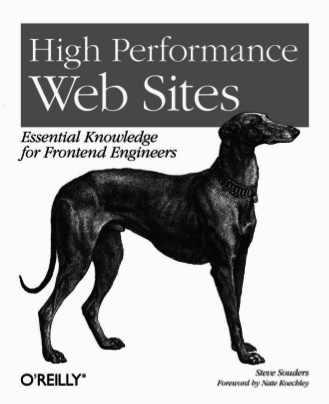 High Performance
Web Sites
Essential Knowledge
for Frontend Engineers
Steve Souders
O'REILLY®
Foreword by Nate Koechley